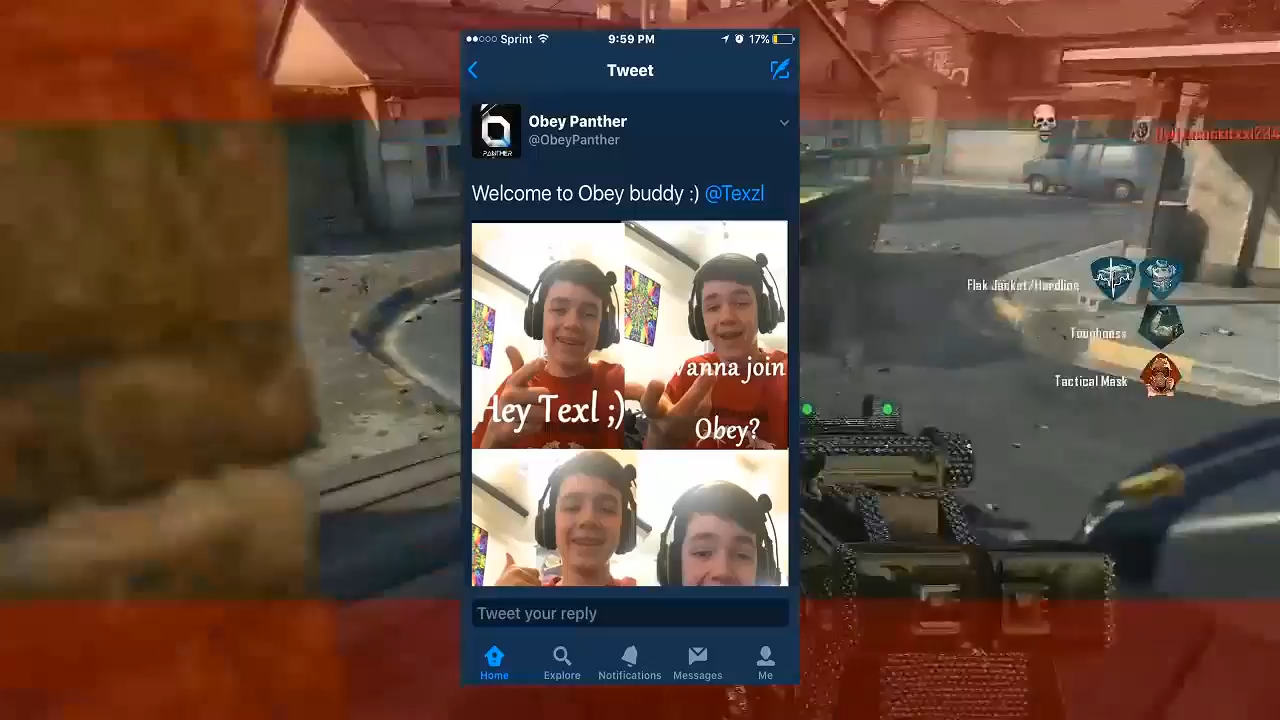 Sprint 9:59 PM 17%
Tweet
Obey Panther
@ObeyPanther
PANTHER
Welcome to Obey buddy :) @Texzl
Hey Texl ;)
anna join
Obey?
Tweet your reply
Home Explore Notifications Messages Me
Flak Jacket/Hardline
Toughness
Tactical Mask